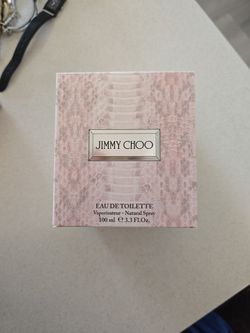 JIMMY CHOO
EAU DE TOILETTE
Vaporisateur - Natural Spray
100 ml ℮ 3.3 Fl.Oz.